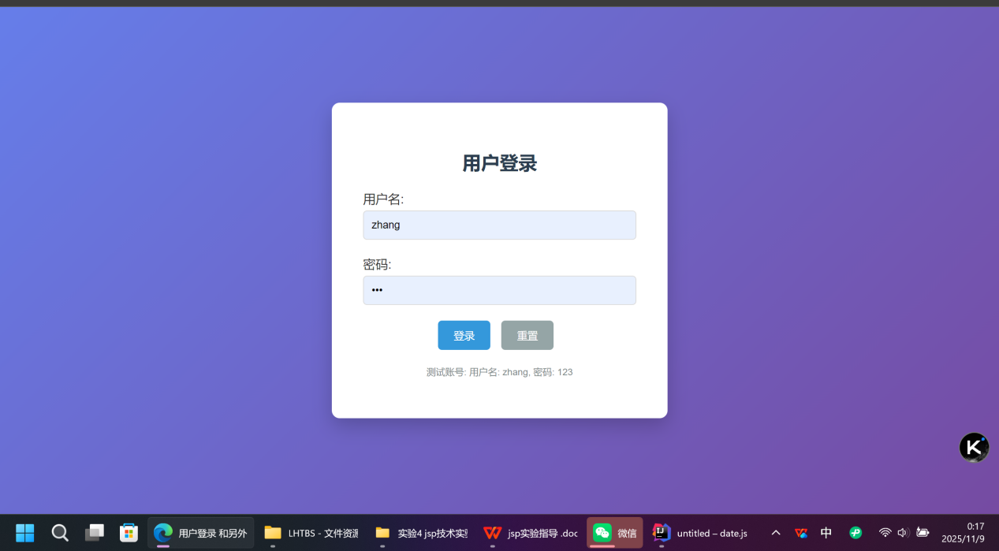 用户登录
用户名:
zhang
密码:
•••
登录
重置
测试账号: 用户名: zhang, 密码: 123
K
用户登录 和另外
LHTBS - 文件资源
实验4 jsp技术实
jsp实验指导 .doc
微信
untitled – date.js
中
0:17
2025/11/9